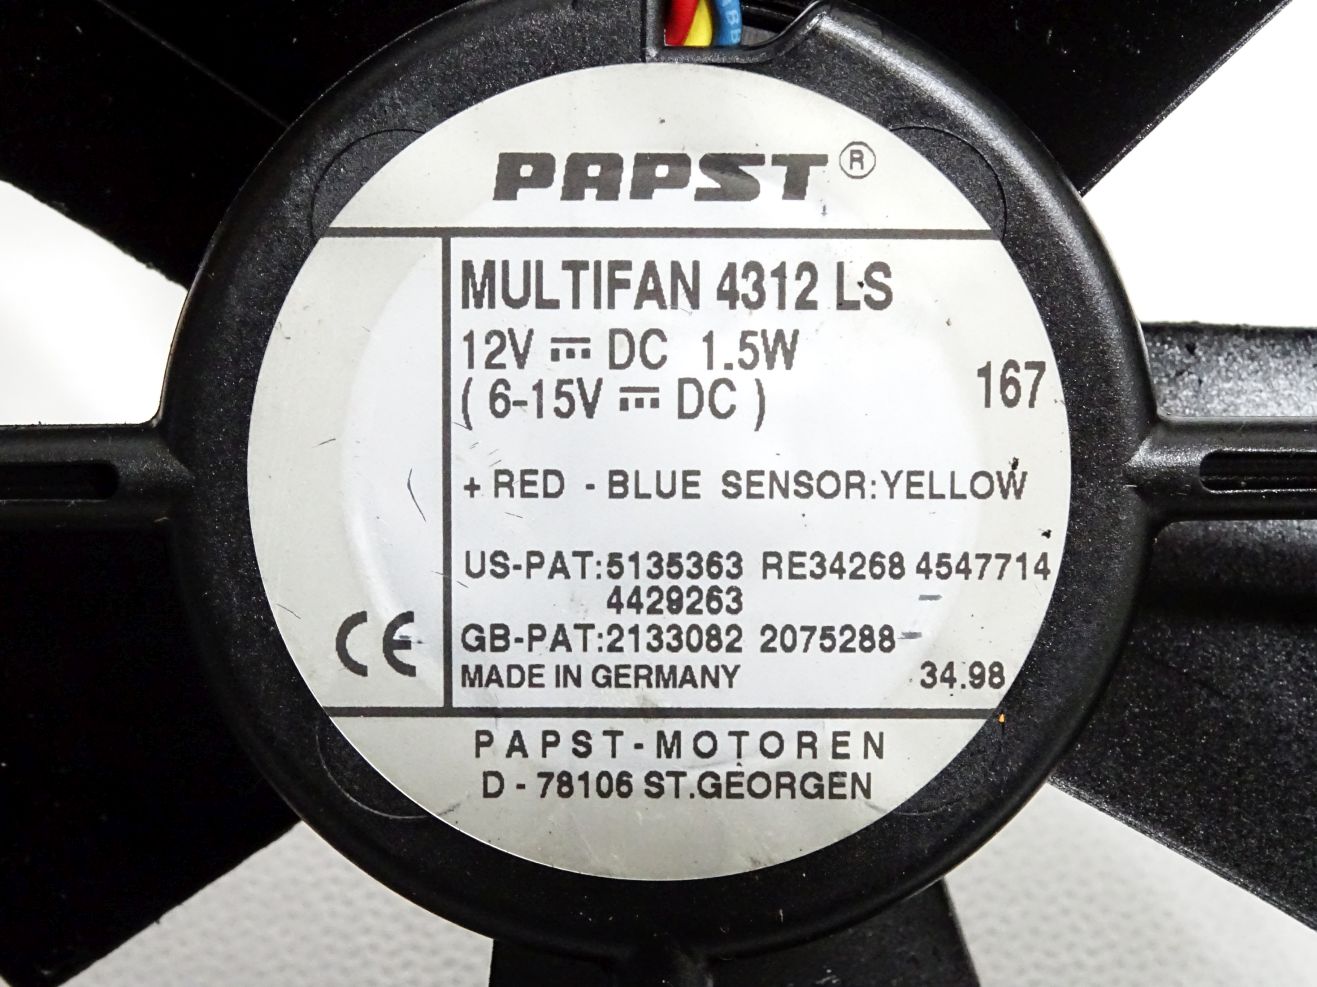 PAPST ®
MULTIFAN 4312 LS
12V ⎓ DC 1.5W
( 6-15V ⎓ DC )
167
+ RED - BLUE SENSOR:YELLOW
US-PAT:5135363 RE34268 4547714
4429263
GB-PAT:2133082 2075288
MADE IN GERMANY 34.98
CE
PAPST-MOTOREN
D - 78106 ST.GEORGEN